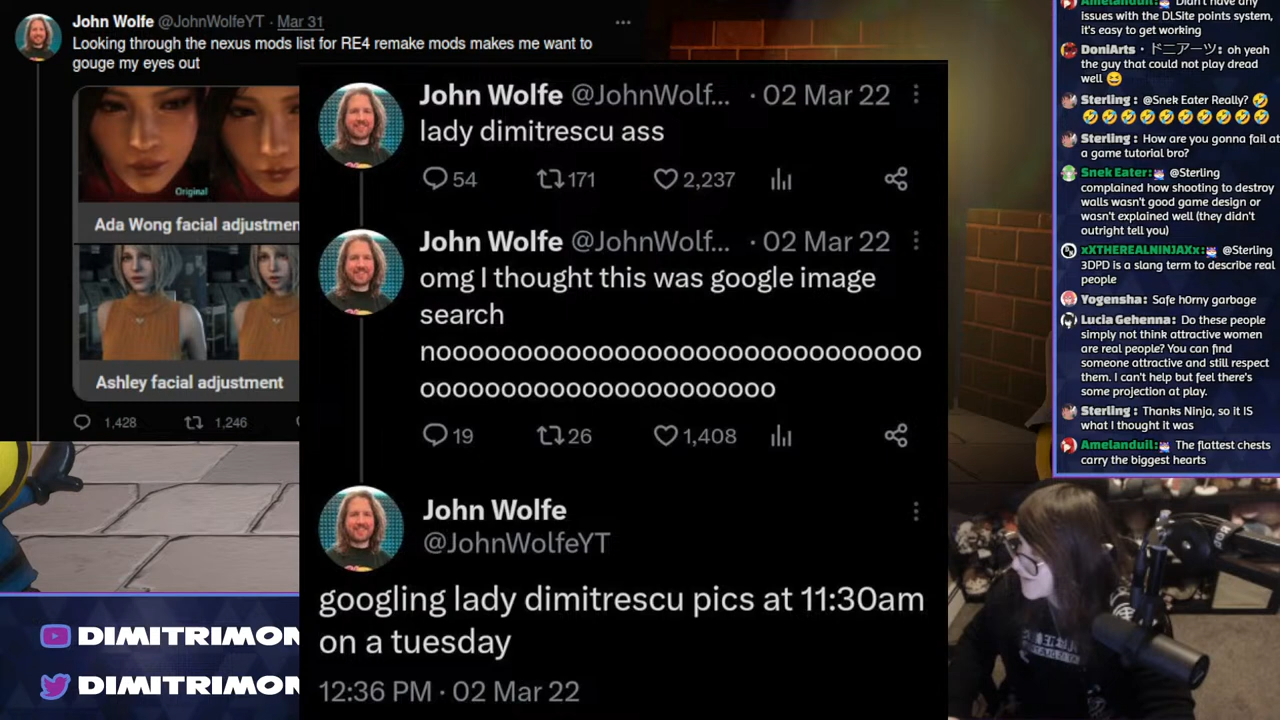 John Wolfe @JohnWolfeYT · Mar 31
Looking through the nexus mods list for RE4 remake mods makes me want to
gouge my eyes out
Original
Ada Wong facial adjustmen
Ashley facial adjustment
1,428
1,246
John Wolfe @JohnWolf... · 02 Mar 22
lady dimitrescu ass
54
171
2,237
John Wolfe @JohnWolf... · 02 Mar 22
omg I thought this was google image
search
noooooooooooooooooooooooooooooo
oooooooooooooooooooooo
19
26
1,408
John Wolfe
@JohnWolfeYT
googling lady dimitrescu pics at 11:30am
on a tuesday
12:36 PM · 02 Mar 22
DIMITRIMON
DIMITRIMON
Amelanduil: Didn't have any
issues with the DLSite points system,
it's easy to get working
DoniArts・ドニアーツ: oh yeah
the guy that could not play dread
well
Sterling : @Snek Eater Really?
Sterling : How are you gonna fail at
a game tutorial bro?
Snek Eater: @Sterling
complained how shooting to destroy
walls wasn't good game design or
wasn't explained well (they didn't
outright tell you)
xXTHEREALNINJAXx: @Sterling
3DPD is a slang term to describe real
people
Yogensha: Safe h0rny garbage
Lucia Gehenna: Do these people
simply not think attractive women
are real people? You can find
someone attractive and still respect
them. I can't help but feel there's
some projection at play.
Sterling : Thanks Ninja, so it IS
what I thought it was
Amelanduil: The flattest chests
carry the biggest hearts